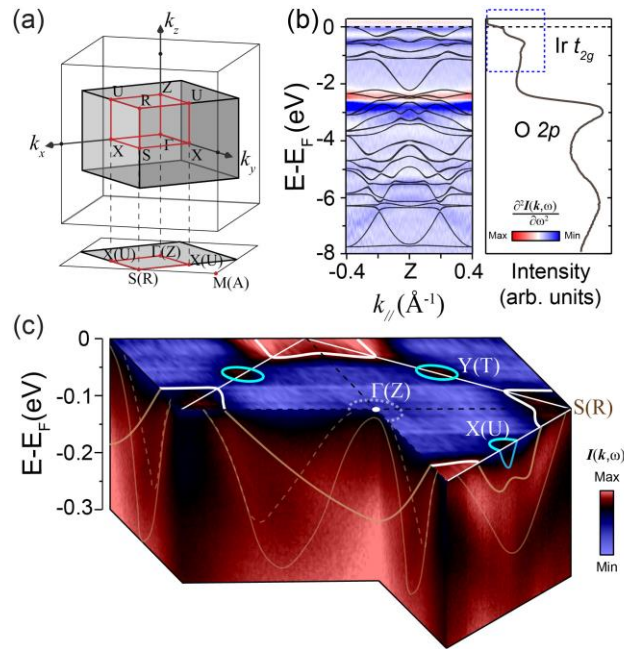 (a)
k_z
U
Z
R
U
k_x
X
S
Γ
X
k_y
X(U)
Γ(Z)
X(U)
S(R)
M(A)
(b)
E-E_F(eV)
0
-2
-4
-6
-8
-0.4
Z
0.4
k_//(Å⁻¹)
Ir t_2g
O 2p
∂²I(k,ω)
∂ω²
Max
Min
Intensity
(arb. units)
(c)
E-E_F(eV)
0
-0.1
-0.2
-0.3
Y(T)
Γ(Z)
S(R)
X(U)
I(k,ω)
Max
Min